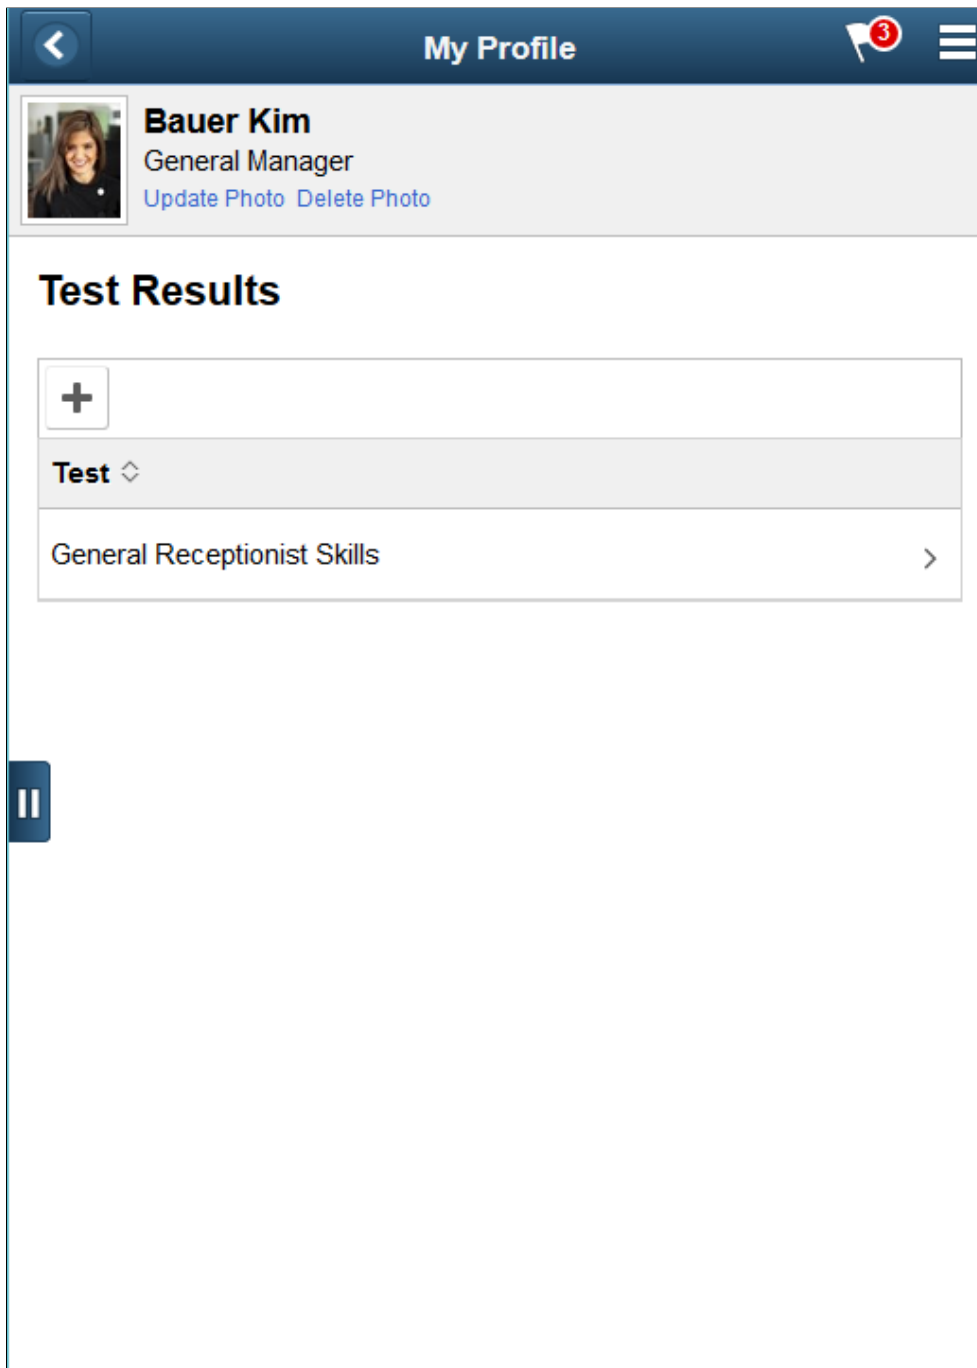 My Profile
3
Bauer Kim
General Manager
Update Photo Delete Photo
Test Results
Test
General Receptionist Skills